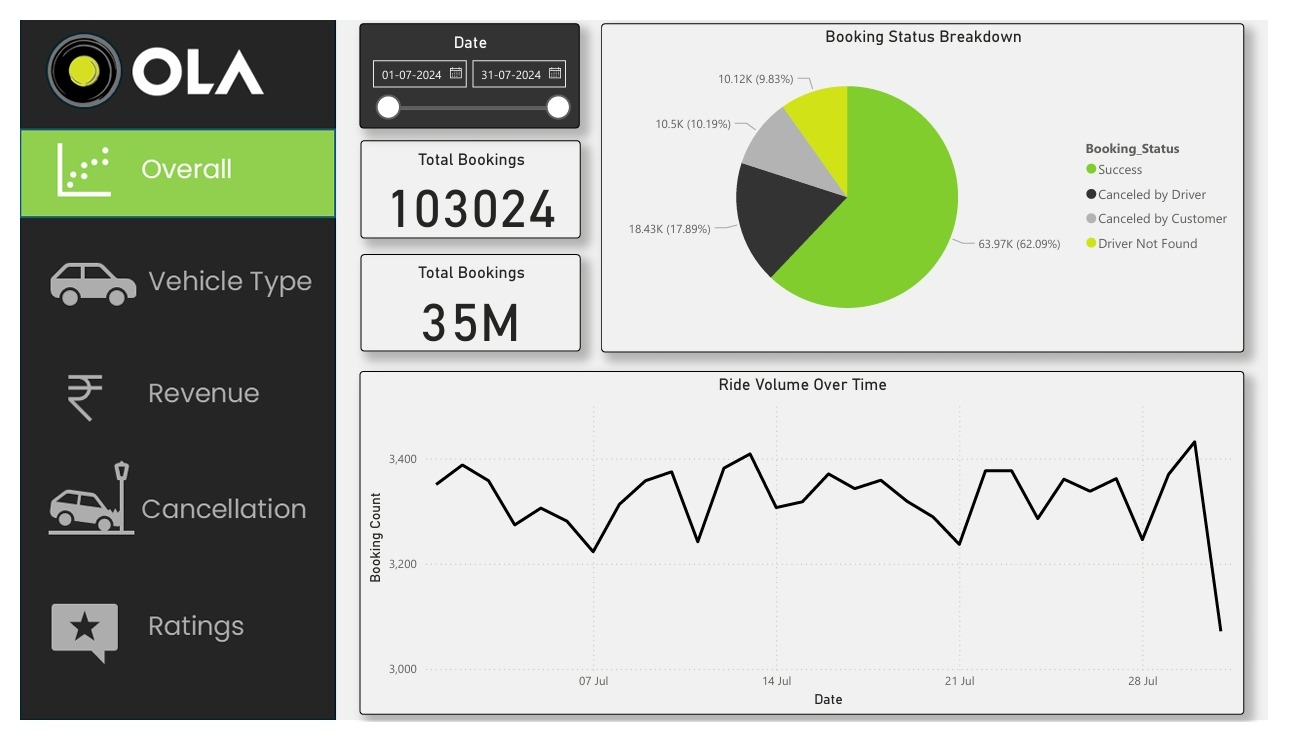 OLA
Overall
Vehicle Type
Revenue
Cancellation
Ratings
Date
01-07-2024
31-07-2024
Total Bookings
103024
Total Bookings
35M
Booking Status Breakdown
10.12K (9.83%)
10.5K (10.19%)
18.43K (17.89%)
63.97K (62.09%)
Booking_Status
Success
Canceled by Driver
Canceled by Customer
Driver Not Found
Ride Volume Over Time
Booking Count
3,400
3,200
3,000
07 Jul
14 Jul
21 Jul
28 Jul
Date